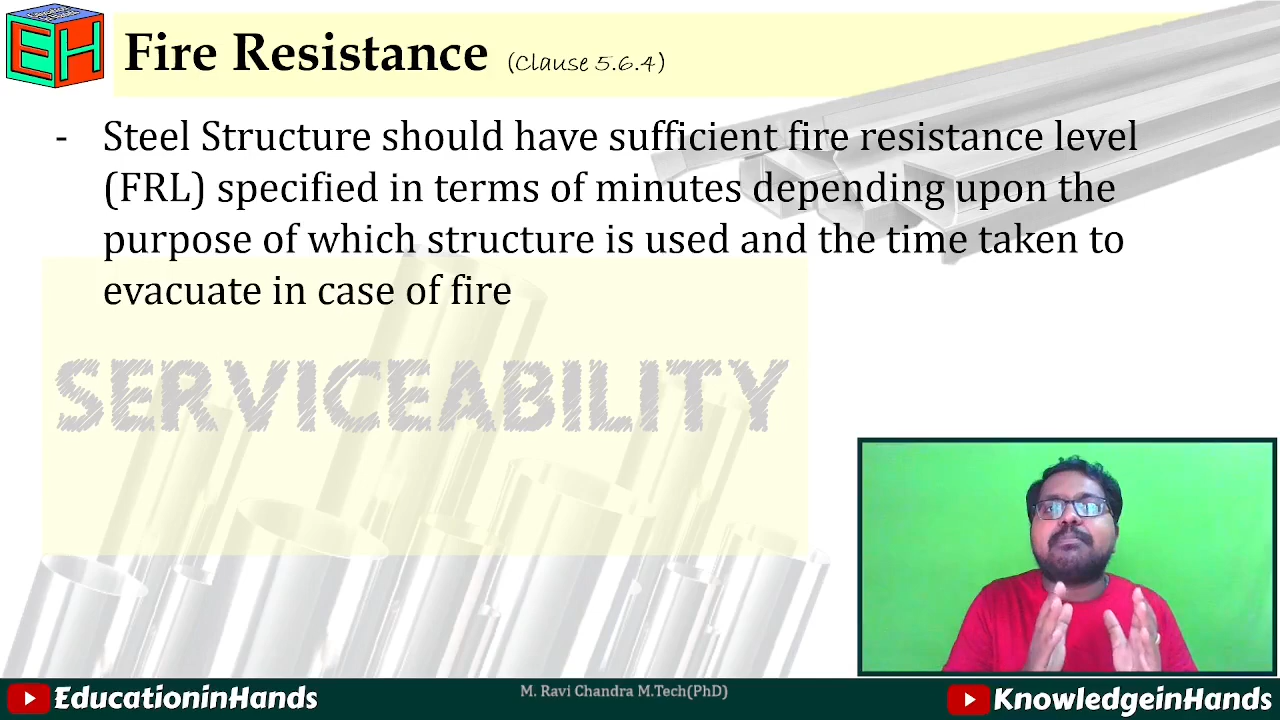 EH
Fire Resistance (Clause 5.6.4)
- Steel Structure should have sufficient fire resistance level
(FRL) specified in terms of minutes depending upon the
purpose of which structure is used and the time taken to
evacuate in case of fire
SERVICEABILITY
M. Ravi Chandra M.Tech(PhD)
EducationinHands
KnowledgeinHands